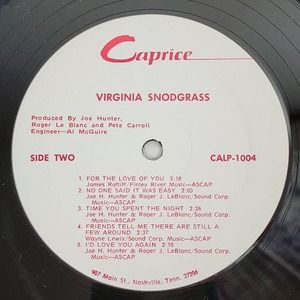 Caprice
VIRGINIA SNODGRASS
Produced By Joe Hunter,
Roger Le Blanc and Pete Carroll
Engineer—Al McGuire
SIDE TWO
CALP-1004
1. FOR THE LOVE OF YOU 3:10
James Ratliff/Finley River Music—ASCAP
2. NO ONE SAID IT WAS EASY 2:03
Joe H. Hunter & Roger J. LeBlanc/Sound Corp.
Music—ASCAP
3. TIME YOU SPENT THE NIGHT 2:36
Joe H. Hunter & Roger J. LeBlanc/Sound Corp.
Music—ASCAP
4. FRIENDS TELL ME THERE ARE STILL A
FEW AROUND 2:37
Wayne Lewis/Sound Corp. Music—ASCAP
5. I'D LOVE YOU AGAIN 2:10
Joe H. Hunter & Roger J. LeBlanc/Sound Corp.
Music—ASCAP
907 Main St., Nashville, Tenn. 37206